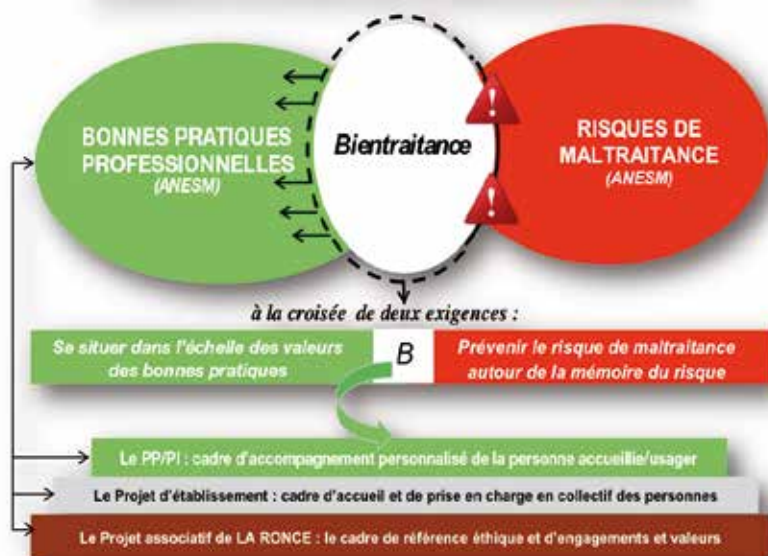 BONNES PRATIQUES
PROFESSIONNELLES
(ANESM)
Bientraitance
!
!
RISQUES DE
MALTRAITANCE
(ANESM)
à la croisée de deux exigences :
Se situer dans l'échelle des valeurs
des bonnes pratiques
B
Prévenir le risque de maltraitance
autour de la mémoire du risque
Le PP/PI : cadre d'accompagnement personnalisé de la personne accueillie/usager
Le Projet d'établissement : cadre d'accueil et de prise en charge en collectif des personnes
Le Projet associatif de LA RONCE : le cadre de référence éthique et d'engagements et valeurs